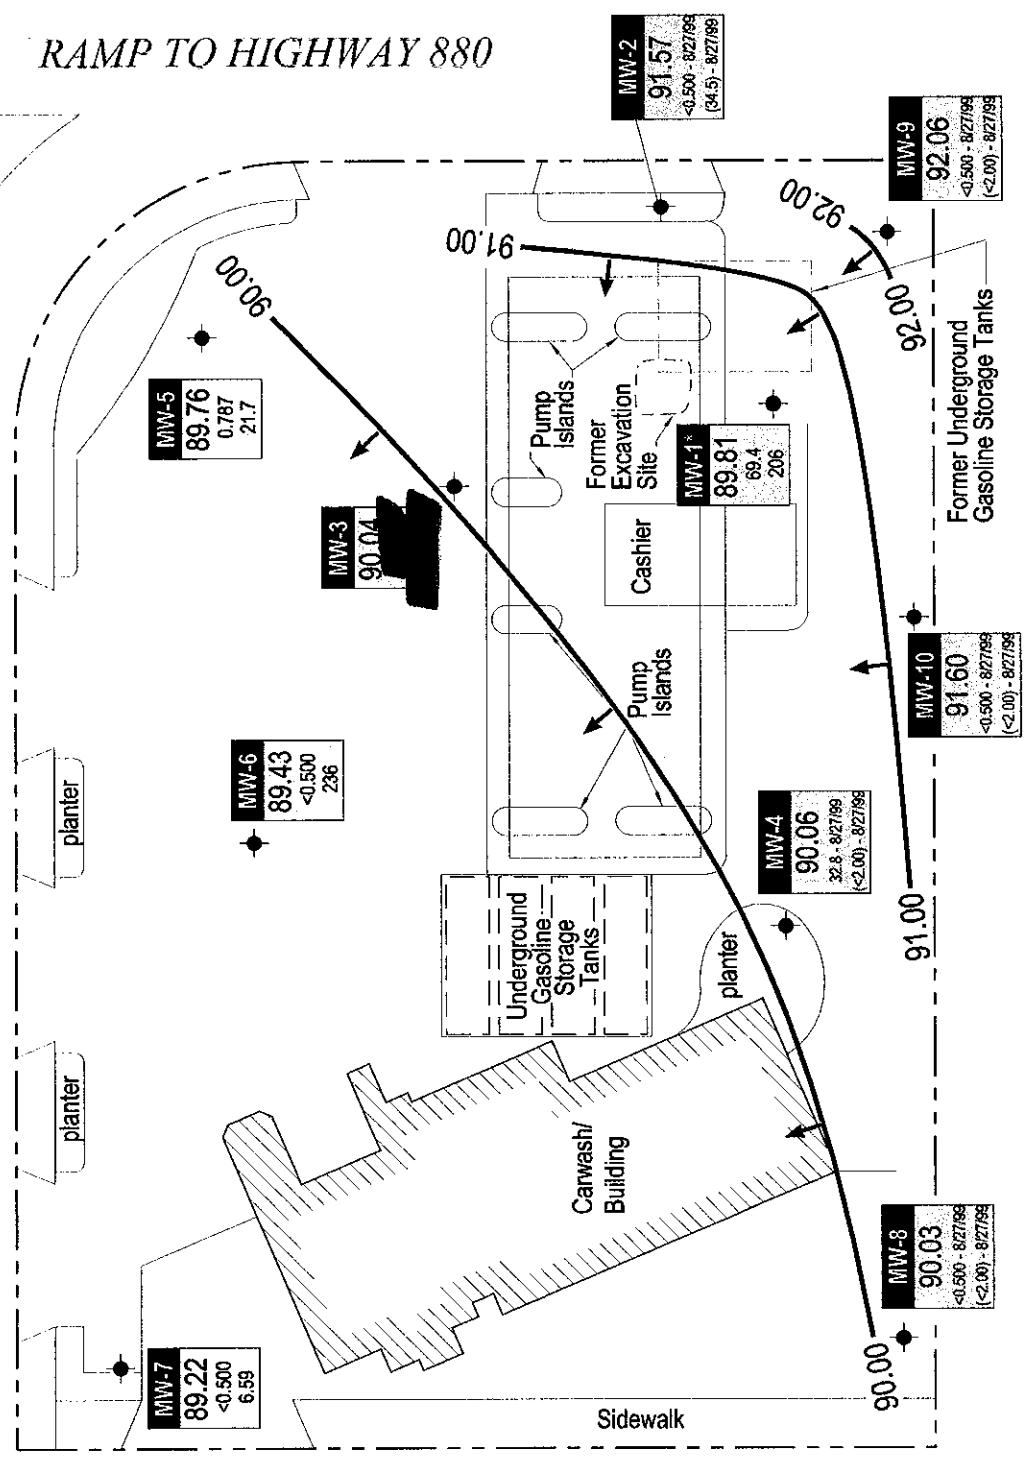 RAMP TO HIGHWAY 880
MW-2
91.57
<0.500 - 8/27/99
(34.5) - 8/27/99
MW-9
92.06
<0.500 - 8/27/99
(<2.00) - 8/27/99
92.00
91.00
90.00
92.00
Former Underground
Gasoline Storage Tanks
MW-5
89.76
0.787
21.7
Pump
Islands
Former
Excavation
Site
MW-1*
89.81
69.4
206
MW-3
90.04
Cashier
MW-10
91.60
<0.500 - 8/27/99
(<2.00) - 8/27/99
Pump
Islands
MW-6
89.43
<0.500
236
planter
MW-4
90.06
32.8 - 8/27/99
(<2.00) - 8/27/99
Underground
Gasoline
Storage
Tanks
planter
91.00
planter
Carwash/
Building
MW-8
90.03
<0.500 - 8/27/99
(<2.00) - 8/27/99
90.00
MW-7
89.22
<0.500
6.59
Sidewalk